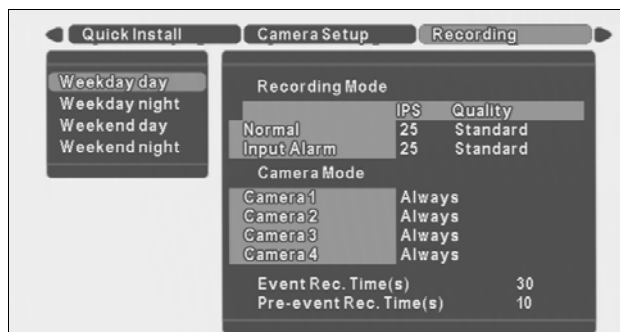 Quick Install Camera Setup Recording
Weekday day
Weekday night
Weekend day
Weekend night
Recording Mode
IPS Quality
Normal 25 Standard
Input Alarm 25 Standard
Camera Mode
Camera 1 Always
Camera 2 Always
Camera 3 Always
Camera 4 Always
Event Rec. Time(s) 30
Pre-event Rec. Time(s) 10